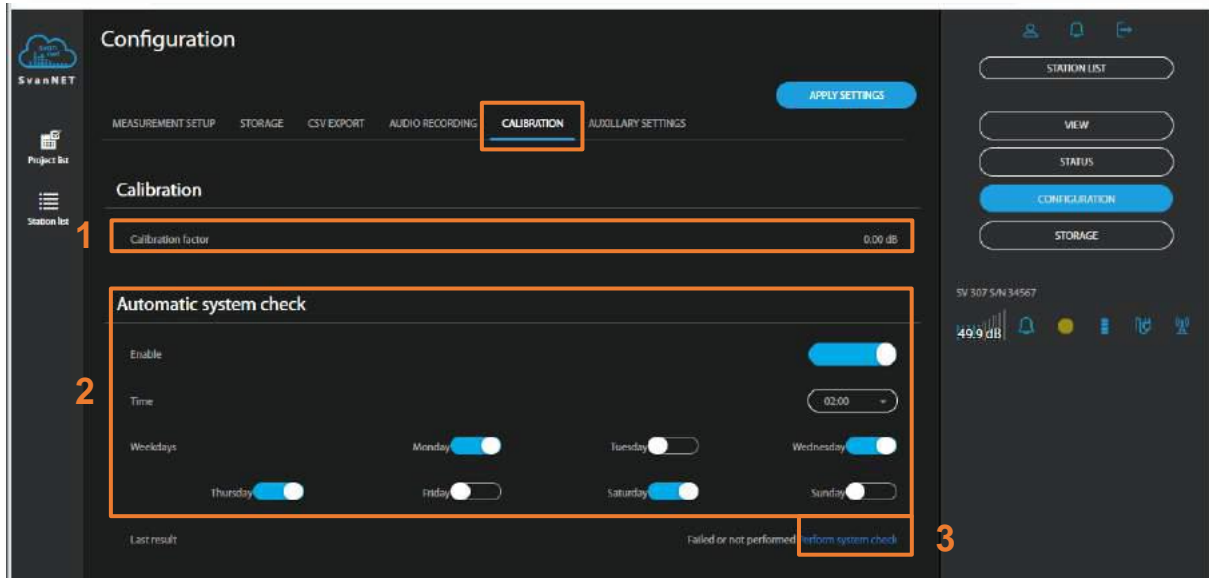 Configuration
svan
net
SvanNET
STATION LIST
APPLY SETTINGS
MEASUREMENT SETUP STORAGE CSV EXPORT AUDIO RECORDING CALIBRATION AUXILLARY SETTINGS
VIEW
Project list
STATUS
Calibration
CONFIGURATION
Station list
1
Calibration factor 0.00 dB
STORAGE
Automatic system check
SV 307 S/N 34567
49.9 dB
Enable
2
Time 02:00
Weekdays Monday Tuesday Wednesday
Thursday Friday Saturday Sunday
Last result Failed or not performed Perform system check
3